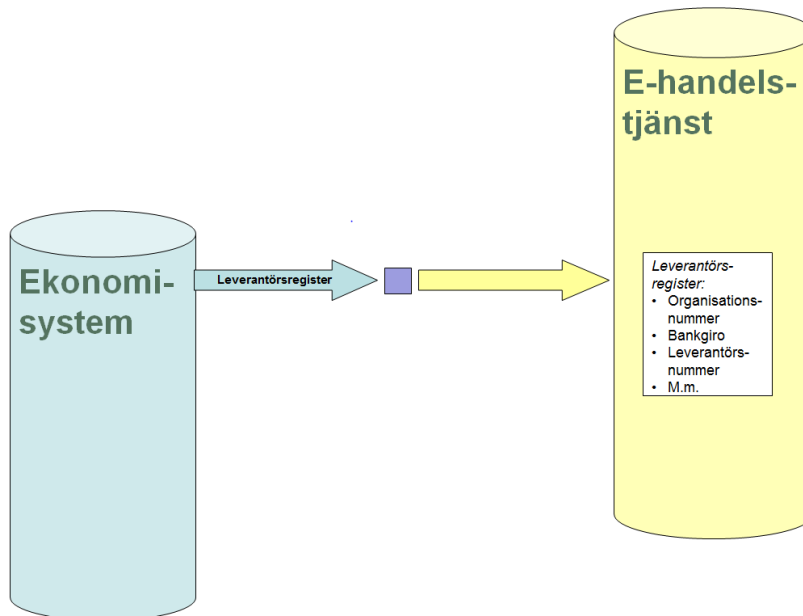 E-handels-
tjänst
Ekonomi-
system
Leverantörsregister
Leverantörs-
register:
• Organisations-
nummer
• Bankgiro
• Leverantörs-
nummer
• M.m.